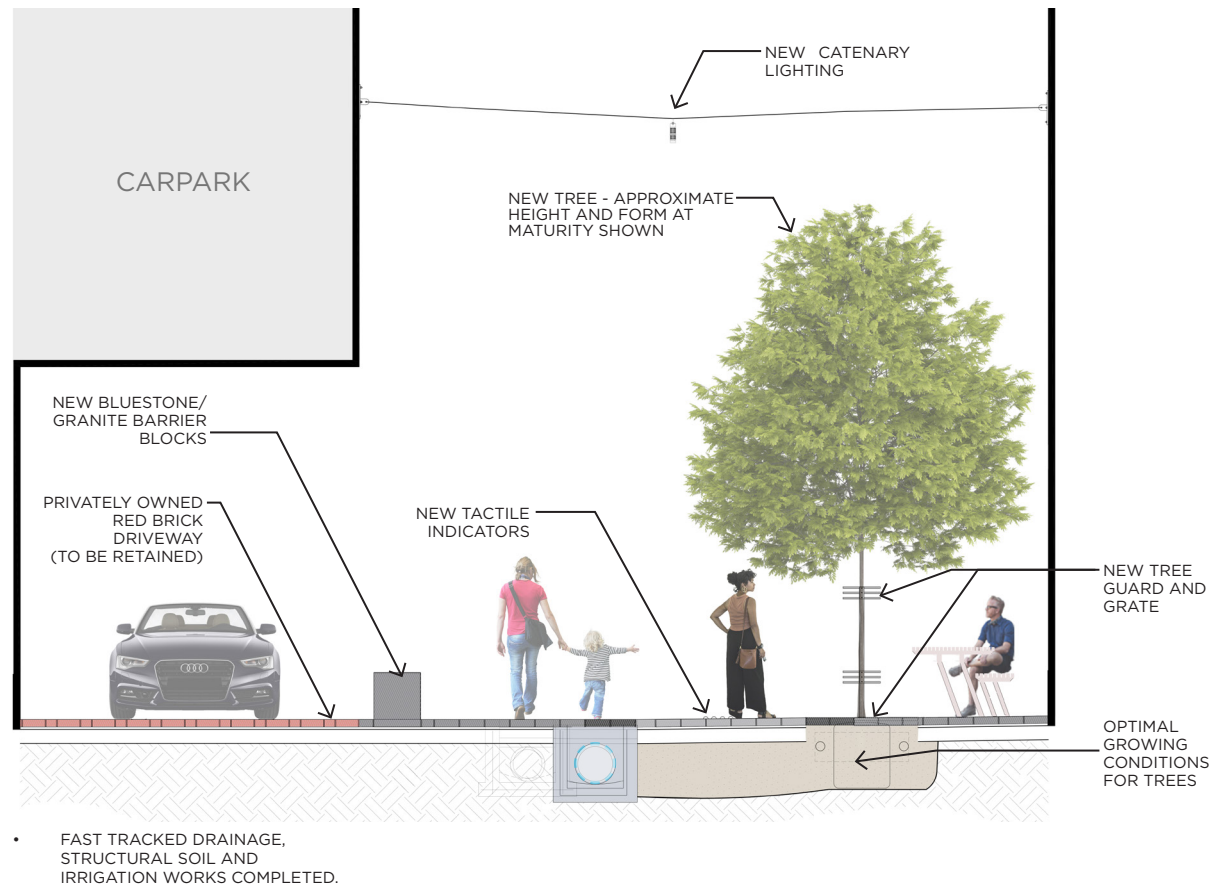 NEW CATENARY
LIGHTING
CARPARK
NEW TREE - APPROXIMATE
HEIGHT AND FORM AT
MATURITY SHOWN
NEW BLUESTONE/
GRANITE BARRIER
BLOCKS
PRIVATELY OWNED
RED BRICK
DRIVEWAY
(TO BE RETAINED)
NEW TACTILE
INDICATORS
NEW TREE
GUARD AND
GRATE
OPTIMAL
GROWING
CONDITIONS
FOR TREES
• FAST TRACKED DRAINAGE,
STRUCTURAL SOIL AND
IRRIGATION WORKS COMPLETED.